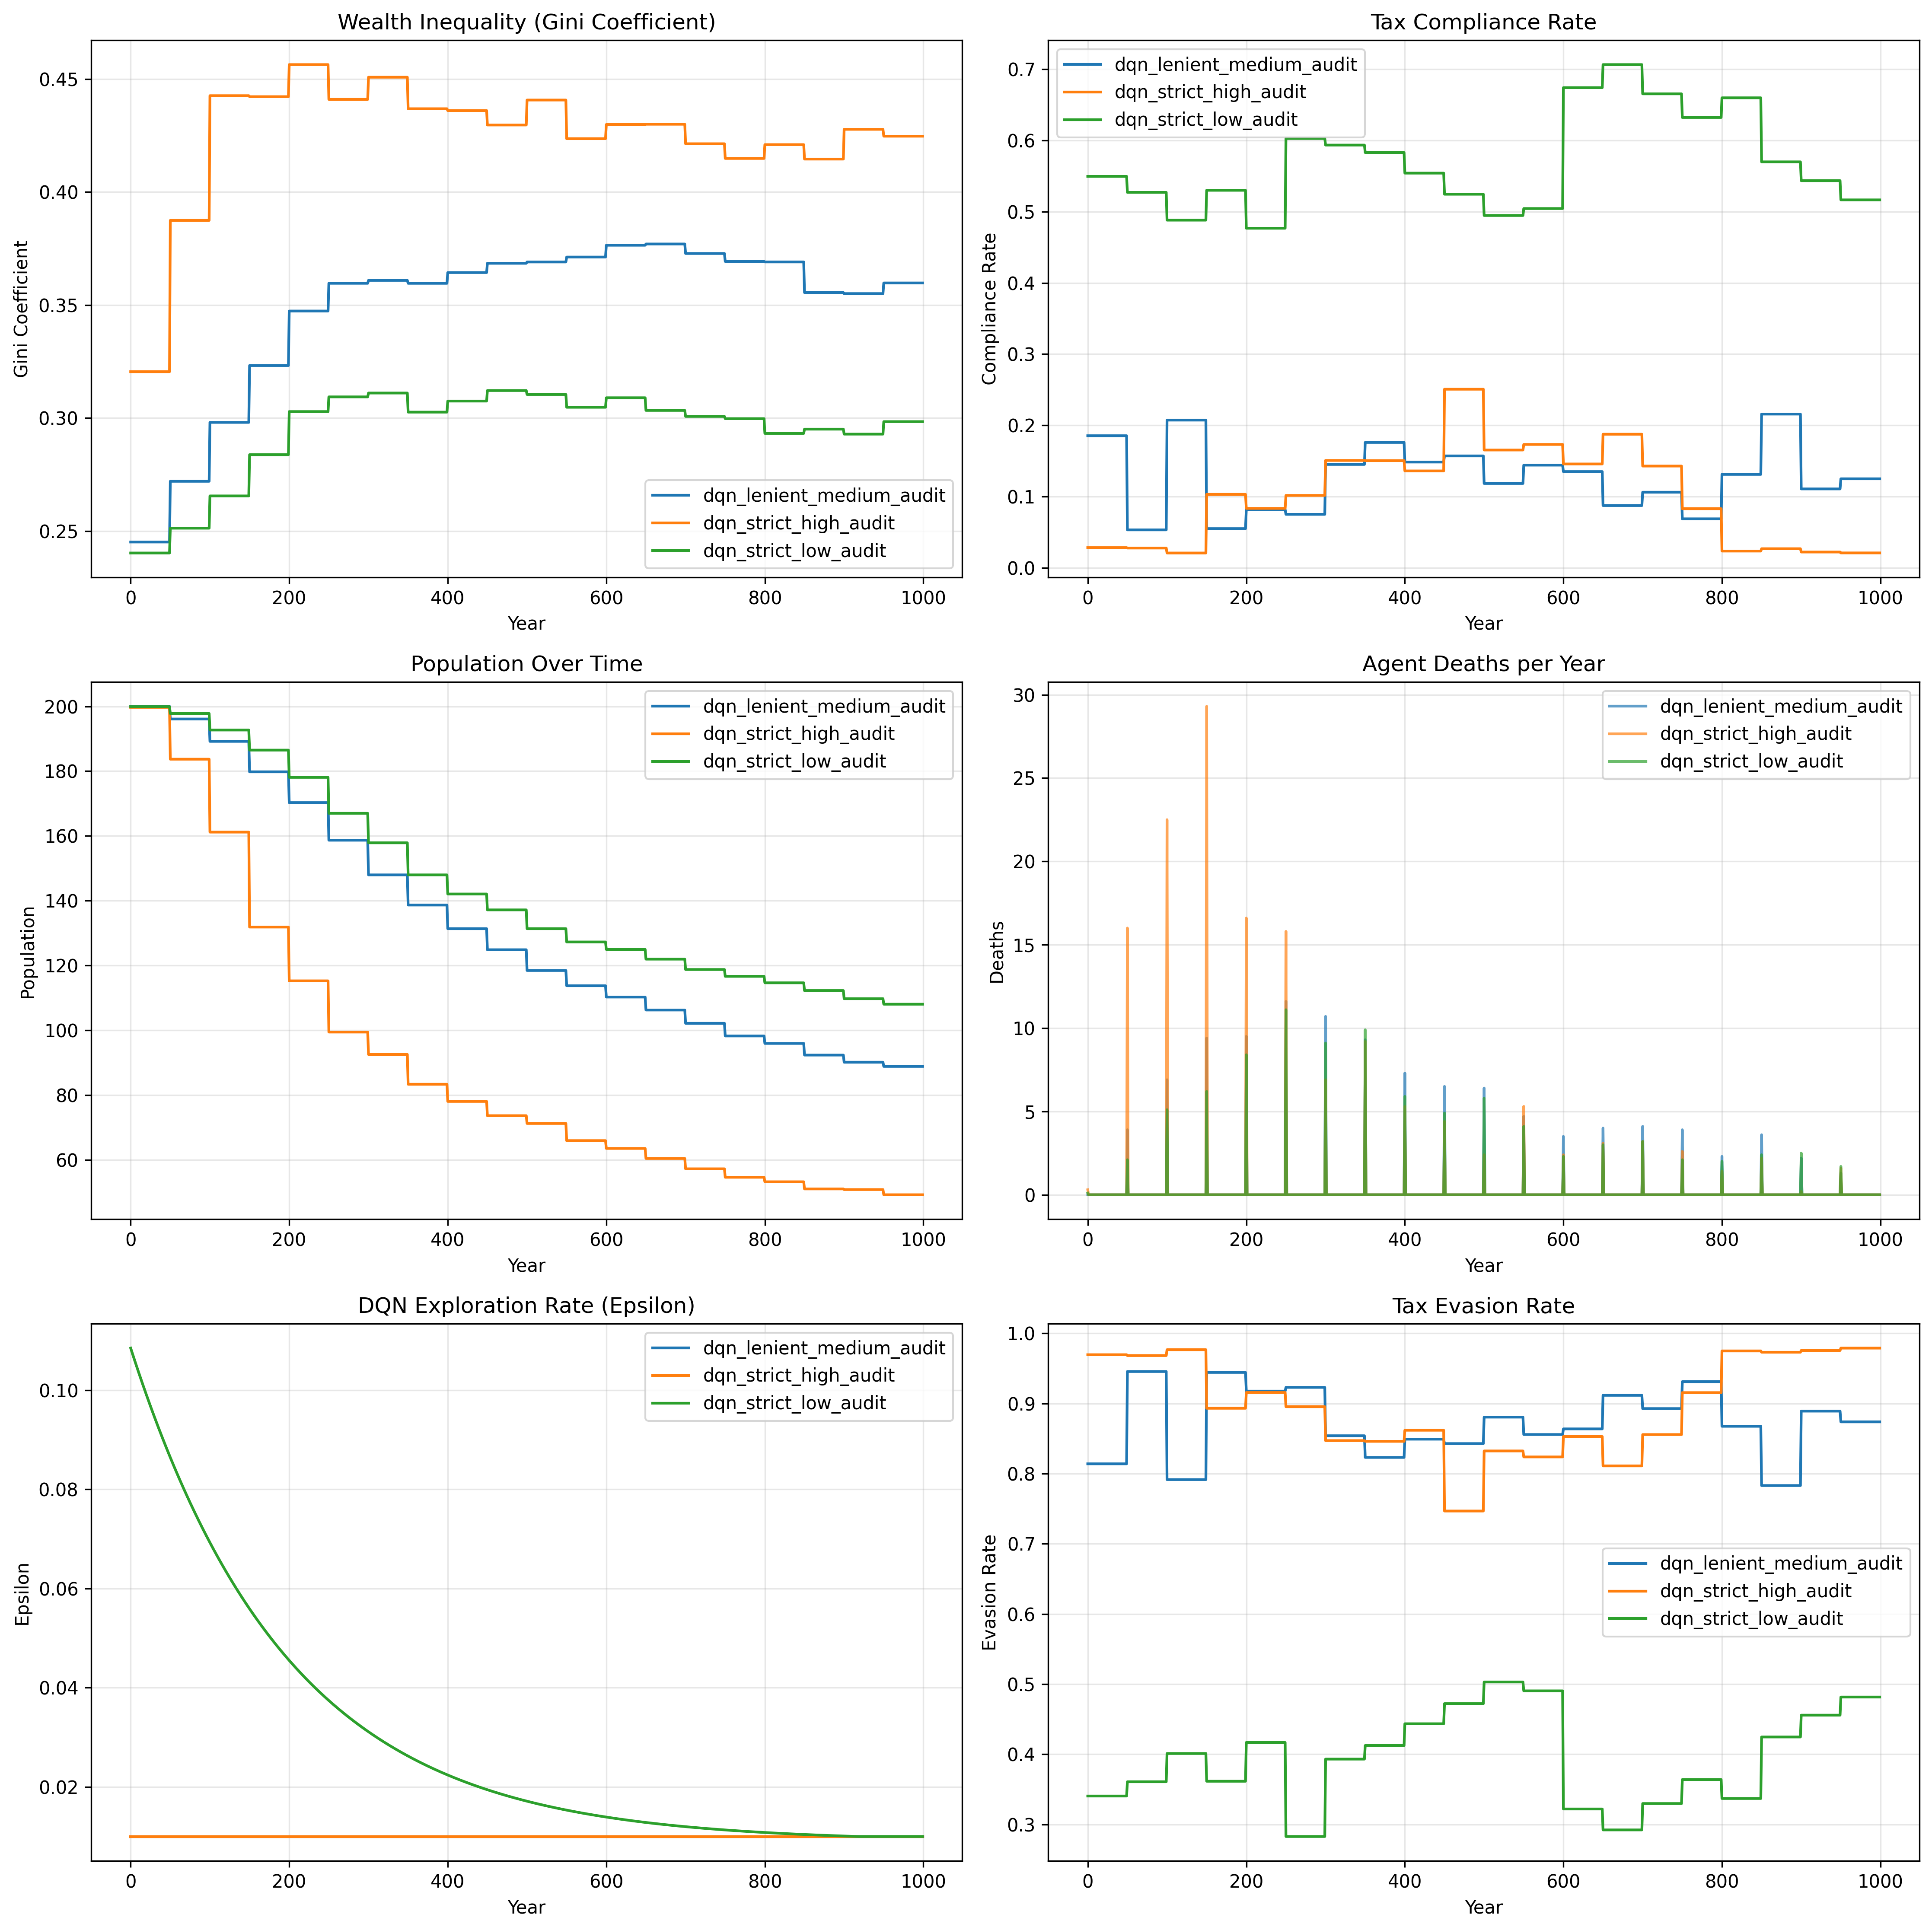 Wealth Inequality (Gini Coefficient)
Gini Coefficient
0.45
0.40
0.35
0.30
0.25
dqn_lenient_medium_audit
dqn_strict_high_audit
dqn_strict_low_audit
0 200 400 600 800 1000
Year
Tax Compliance Rate
Compliance Rate
0.7
0.6
0.5
0.4
0.3
0.2
0.1
0.0
dqn_lenient_medium_audit
dqn_strict_high_audit
dqn_strict_low_audit
0 200 400 600 800 1000
Year
Population Over Time
Population
200
180
160
140
120
100
80
60
dqn_lenient_medium_audit
dqn_strict_high_audit
dqn_strict_low_audit
0 200 400 600 800 1000
Year
Agent Deaths per Year
Deaths
30
25
20
15
10
5
0
dqn_lenient_medium_audit
dqn_strict_high_audit
dqn_strict_low_audit
0 200 400 600 800 1000
Year
DQN Exploration Rate (Epsilon)
Epsilon
0.10
0.08
0.06
0.04
0.02
dqn_lenient_medium_audit
dqn_strict_high_audit
dqn_strict_low_audit
0 200 400 600 800 1000
Year
Tax Evasion Rate
Evasion Rate
1.0
0.9
0.8
0.7
0.6
0.5
0.4
0.3
dqn_lenient_medium_audit
dqn_strict_high_audit
dqn_strict_low_audit
0 200 400 600 800 1000
Year